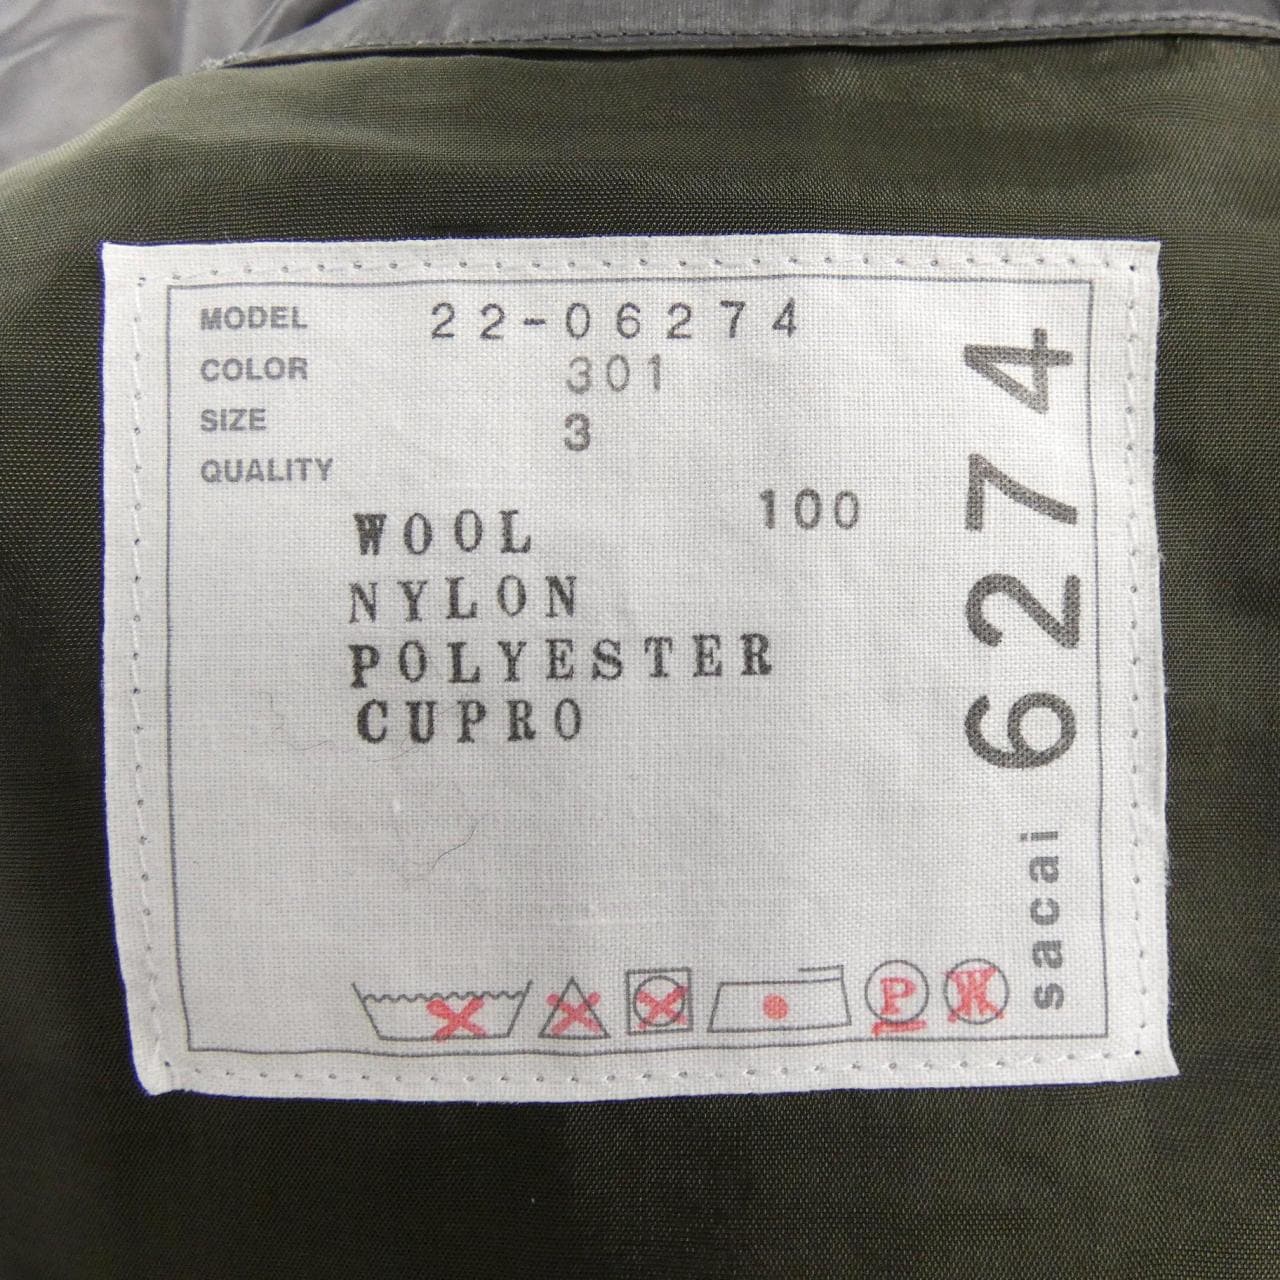 MODEL 22-06274
COLOR 301
SIZE 3
QUALITY
WOOL 100
NYLON
POLYESTER
CUPRO
P W
sacai 6274